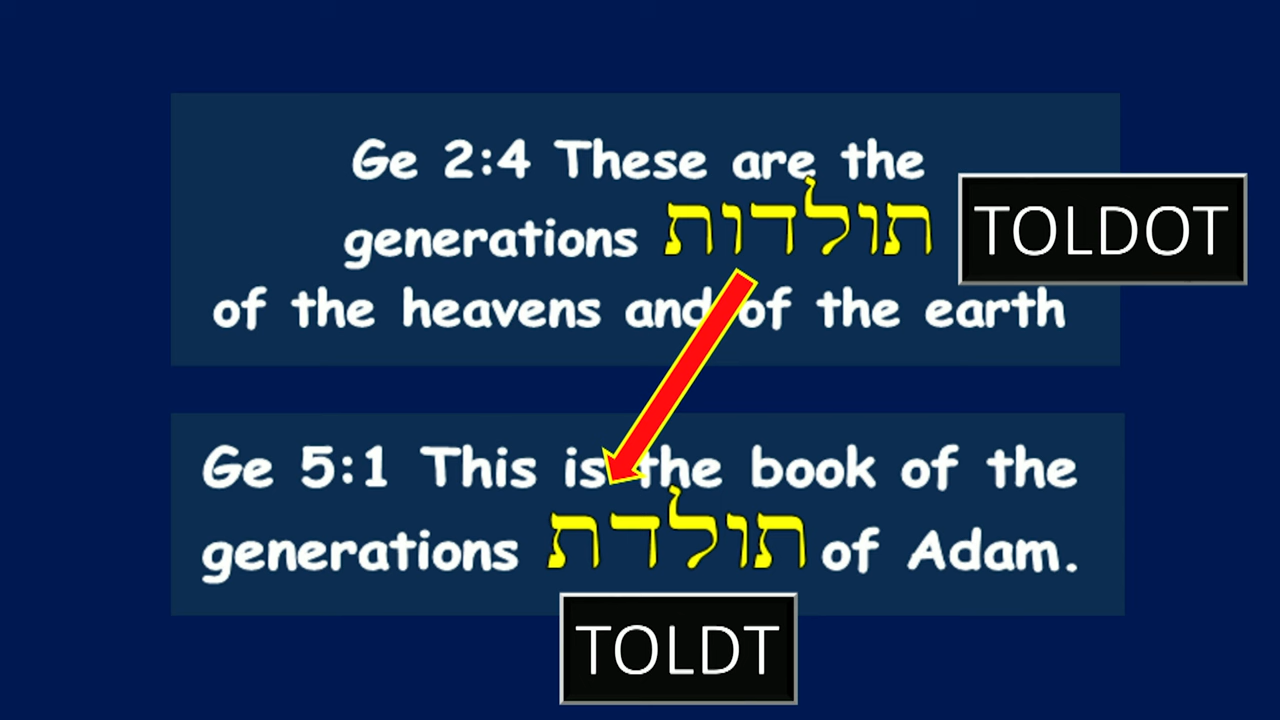 Ge 2:4 These are the
generations תולדות TOLDOT
of the heavens and of the earth
Ge 5:1 This is the book of the
generations תולדת of Adam.
TOLDT